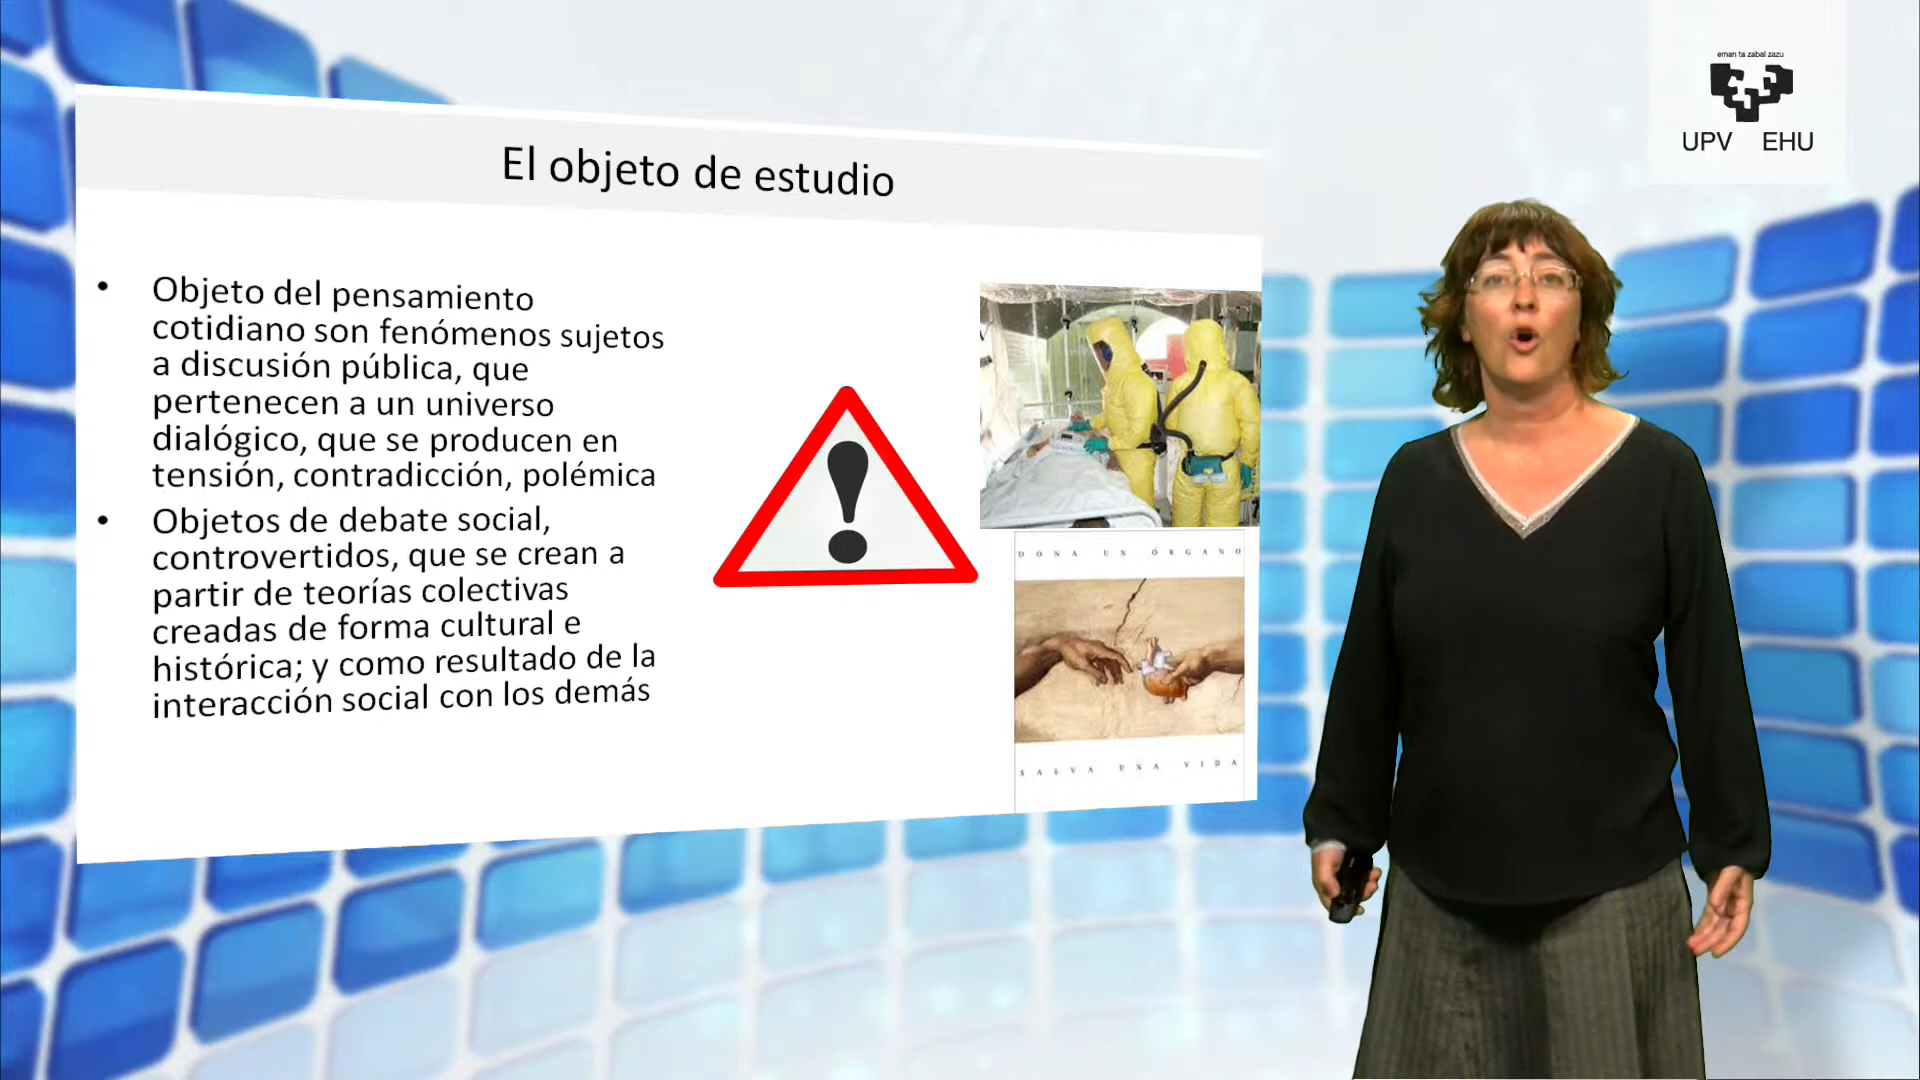 eman ta zabal zazu
UPV EHU
El objeto de estudio
• Objeto del pensamiento
cotidiano son fenómenos sujetos
a discusión pública, que
pertenecen a un universo
dialógico, que se producen en
tensión, contradicción, polémica
• Objetos de debate social,
controvertidos, que se crean a
partir de teorías colectivas
creadas de forma cultural e
histórica; y como resultado de la
interacción social con los demás
DONA UN ÓRGANO
SALVA UNA VIDA